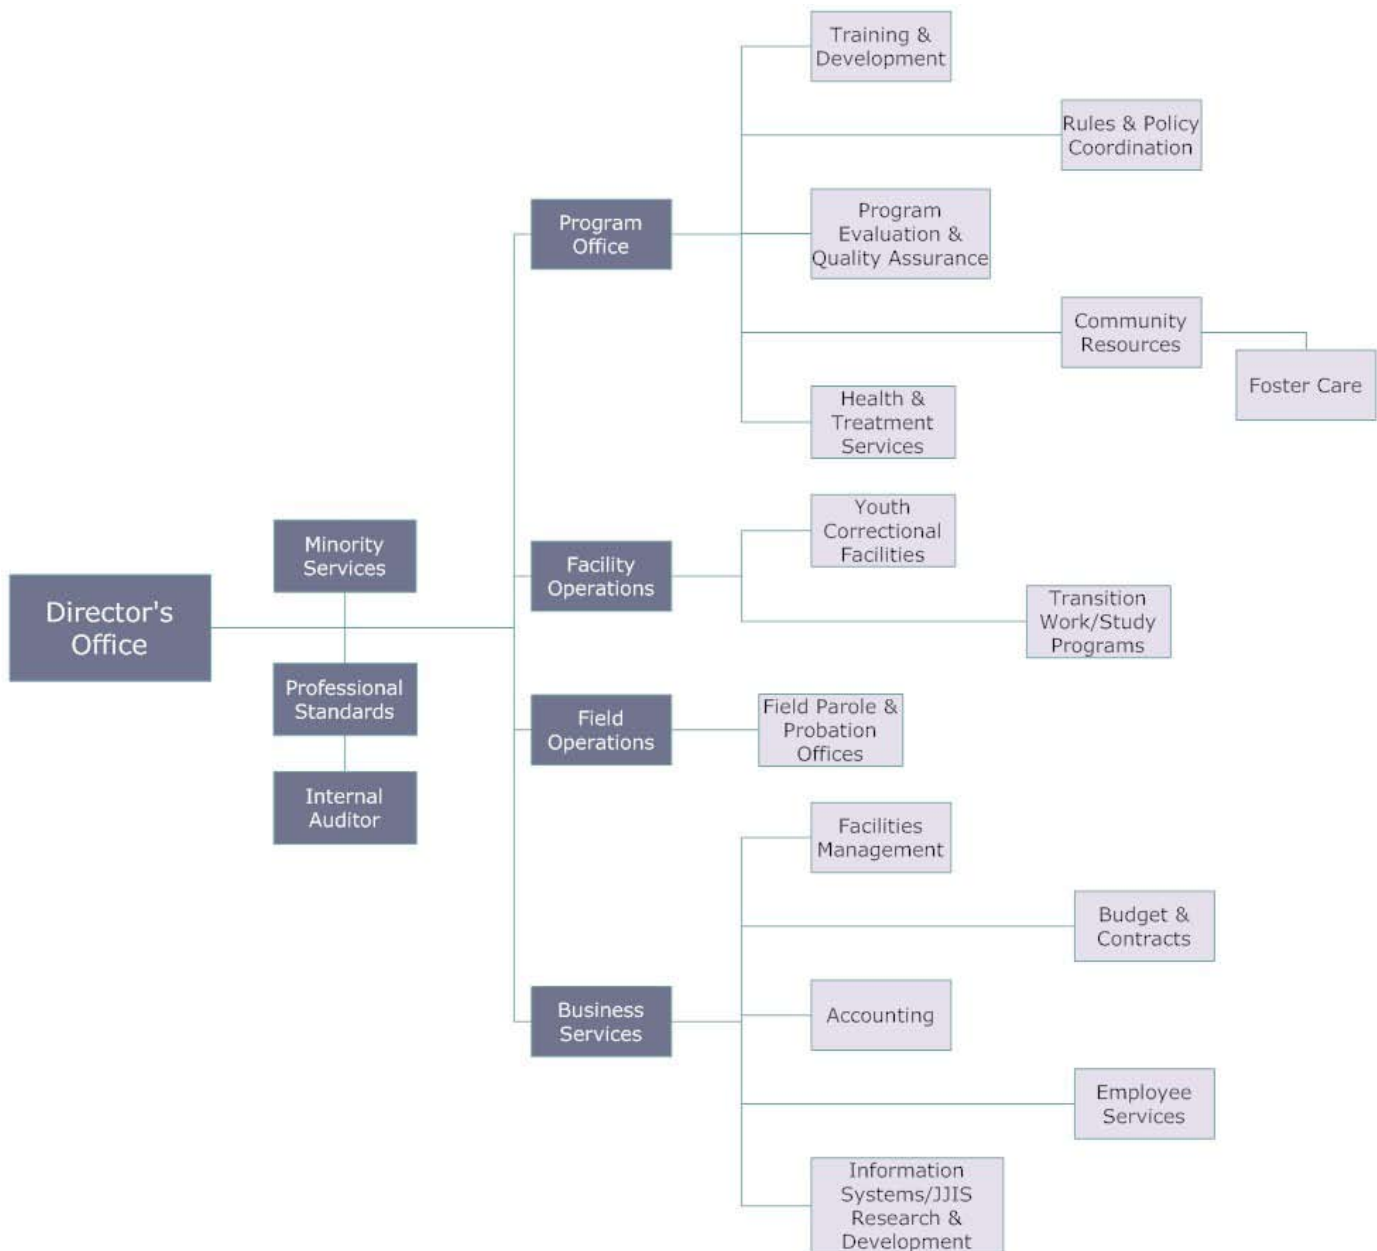 Training &
Development
Rules & Policy
Coordination
Program
Office
Program
Evaluation &
Quality Assurance
Community
Resources
Foster Care
Health &
Treatment
Services
Youth
Correctional
Facilities
Minority
Services
Facility
Operations
Director's
Office
Transition
Work/Study
Programs
Professional
Standards
Field
Operations
Field Parole &
Probation
Offices
Internal
Auditor
Facilities
Management
Budget &
Contracts
Business
Services
Accounting
Employee
Services
Information
Systems/JJIS
Research &
Development